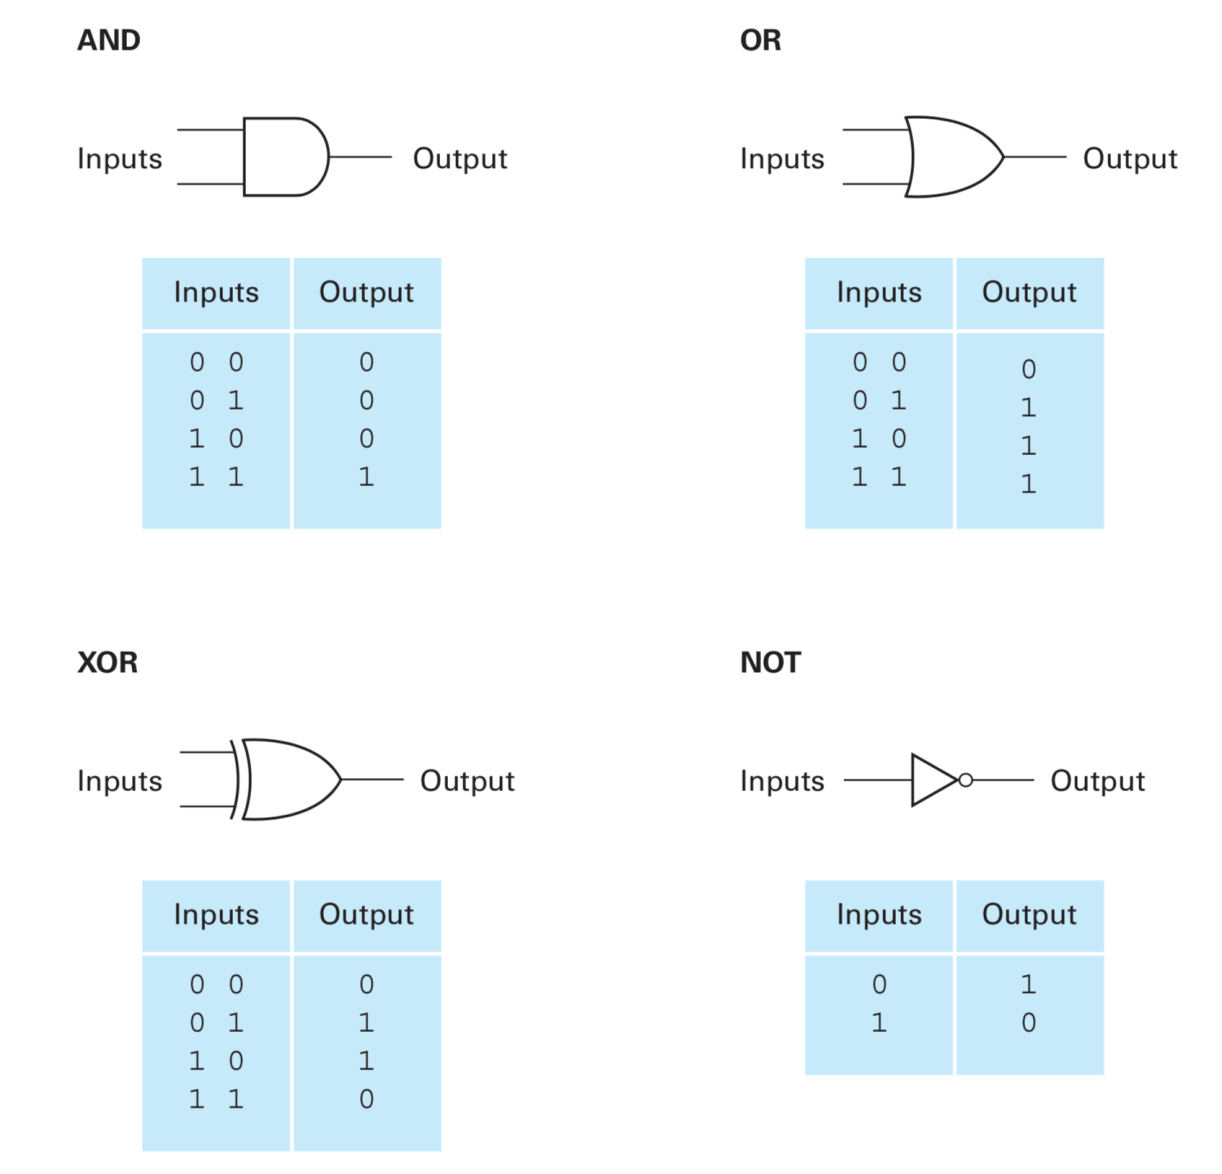 AND
Inputs Output
Inputs Output
0 0 0
0 1 0
1 0 0
1 1 1
OR
Inputs Output
Inputs Output
0 0 0
0 1 1
1 0 1
1 1 1
XOR
Inputs Output
Inputs Output
0 0 0
0 1 1
1 0 1
1 1 0
NOT
Inputs Output
Inputs Output
0 1
1 0